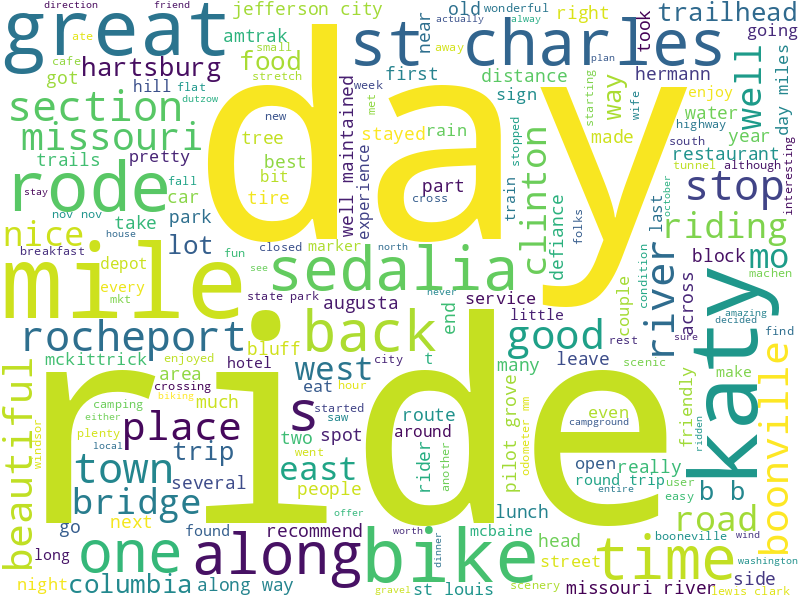 direction
friend
jefferson city
old
wonderful
alway
right
trailhead
great
ate
amtrak
st charles
near
actually
away
took
going
cafe
small
food
hartsburg
got
stretch
week
plan
hermann
first
distance
day
hill
flat
dutzow
section
missouri
new
met
sign
starting
way
wife
enjoy
water
highway
year
well
day miles
tree
stayed
rain
made
trails
pretty
best
well maintained
experience
stopped
south
restaurant
tunnel
although
interesting
rode
car
bit
tire
part
cross
train
clinton
defiance
folks
stop
stay
fall
nov nov
take
park
october
last
riding
nice
house
lot
fun
closed
marker
north
breakfast
depot
mile
every
mkt
see
state park
sedalia
never
augusta
service
little
couple
condition
river
across
block
mo
machen
katy
amazing
decided
rocheport
back
end
good
rest
sure
scenic
find
mckittrick
enjoyed
bluff
hotel
city
t
many
leave
friendly
make
boonville
beautiful
area
crossing
west
eat
hour
ride
camping
biking
much
s
started
saw
route
around
pilot grove
odometer mm
even
campground
ridden
either
plenty
local
windsor
place
two
spot
rider
another
open
really
user
easy
town
trip
several
east
went
people
round trip
entire
b b
bridge
offer
lunch
mcbaine
head
road
go
next
found
recommend
worth
dinner
street
booneville
wind
long
one
along
bike
time
side
washington
night
columbia
along way
st louis
gravel
scenery
missouri river
lewis clark